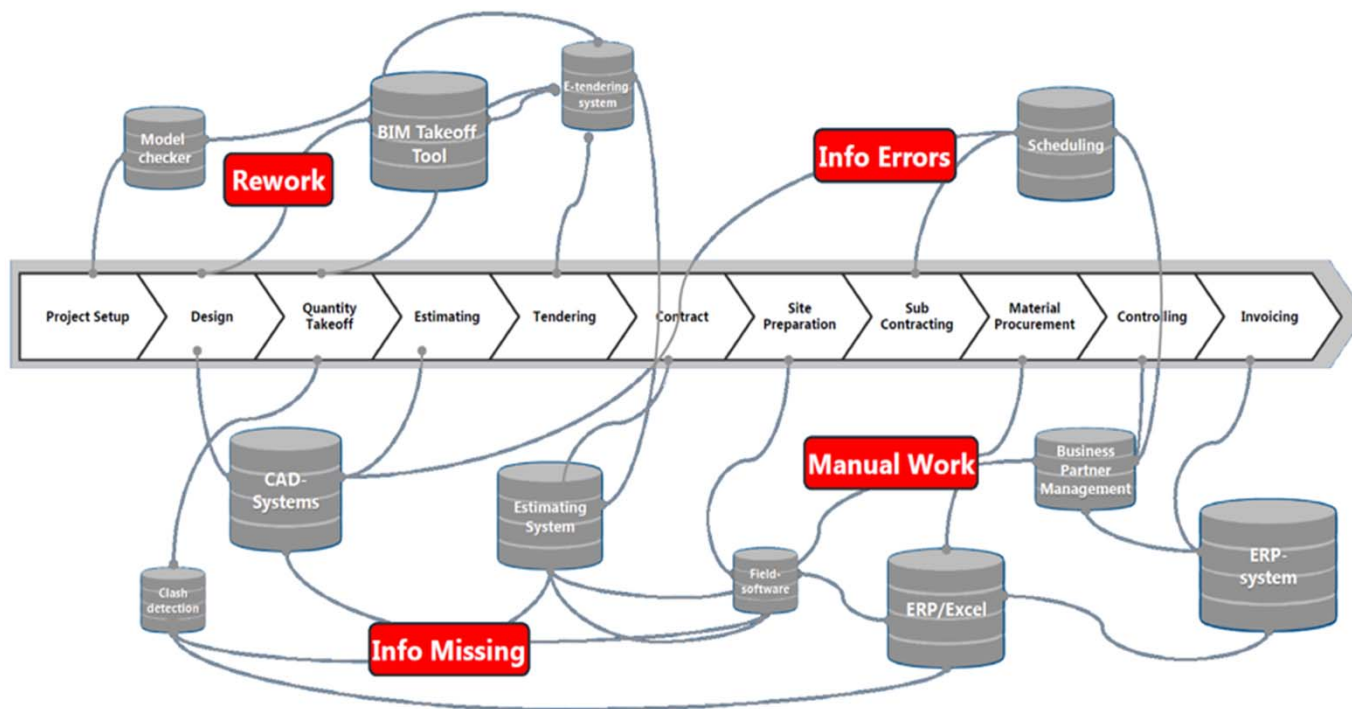 E-tendering
system
Model
checker
BIM Takeoff
Tool
Scheduling
Rework
Info Errors
Project Setup
Design
Quantity
Takeoff
Estimating
Tendering
Contract
Site
Preparation
Sub
Contracting
Material
Procurement
Controlling
Invoicing
CAD-
Systems
Estimating
System
Manual Work
Business
Partner
Management
Clash
detection
Field-
software
ERP/Excel
ERP-
system
Info Missing